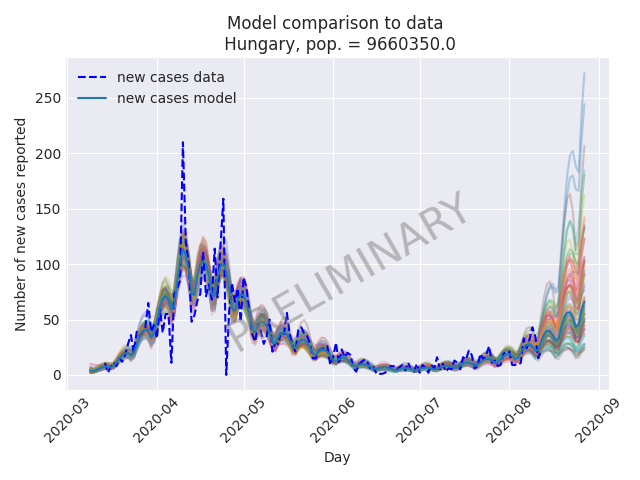 Model comparison to data
Hungary, pop. = 9660350.0
new cases data
new cases model
Number of new cases reported
250
200
150
100
50
0
PRELIMINARY
2020-03
2020-04
2020-05
2020-06
2020-07
2020-08
2020-09
Day